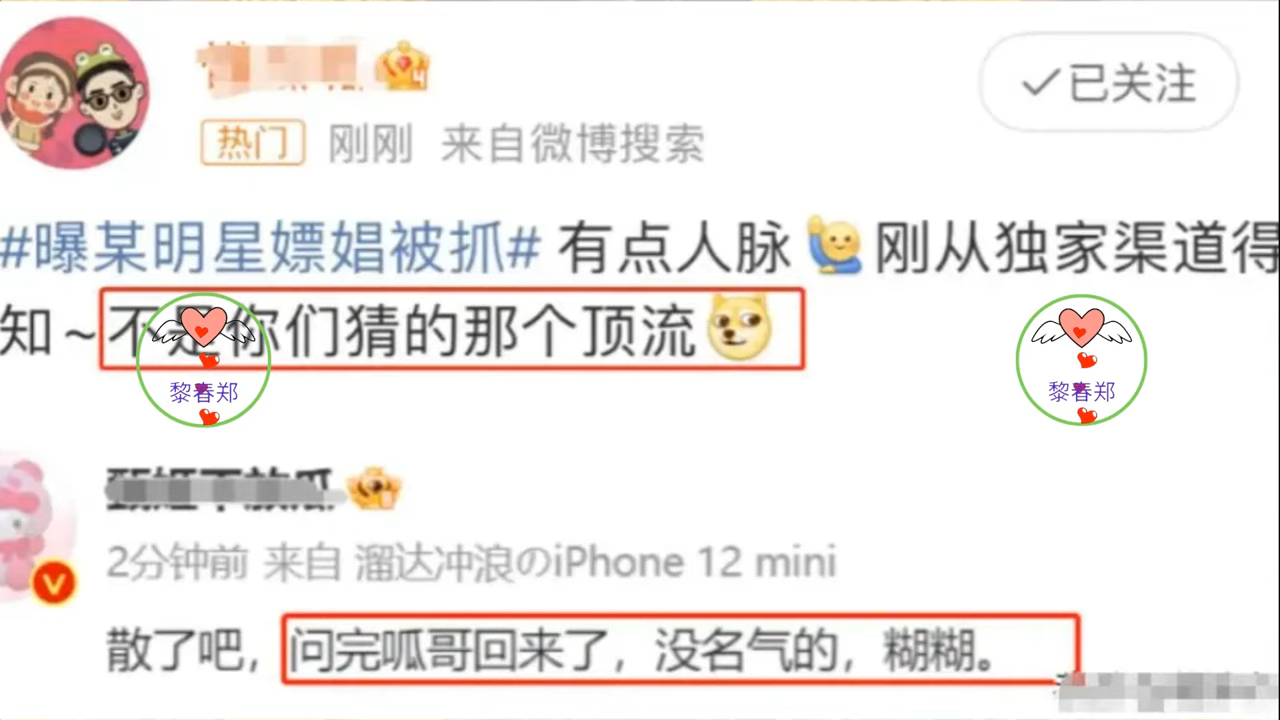 已关注
热门 刚刚 来自微博搜索
#曝某明星嫖娼被抓# 有点人脉 刚从独家渠道得
知~不是你们猜的那个顶流
黎春郑
黎春郑
2分钟前 来自 溜达冲浪のiPhone 12 mini
散了吧，问完呱哥回来了，没名气的，糊糊。